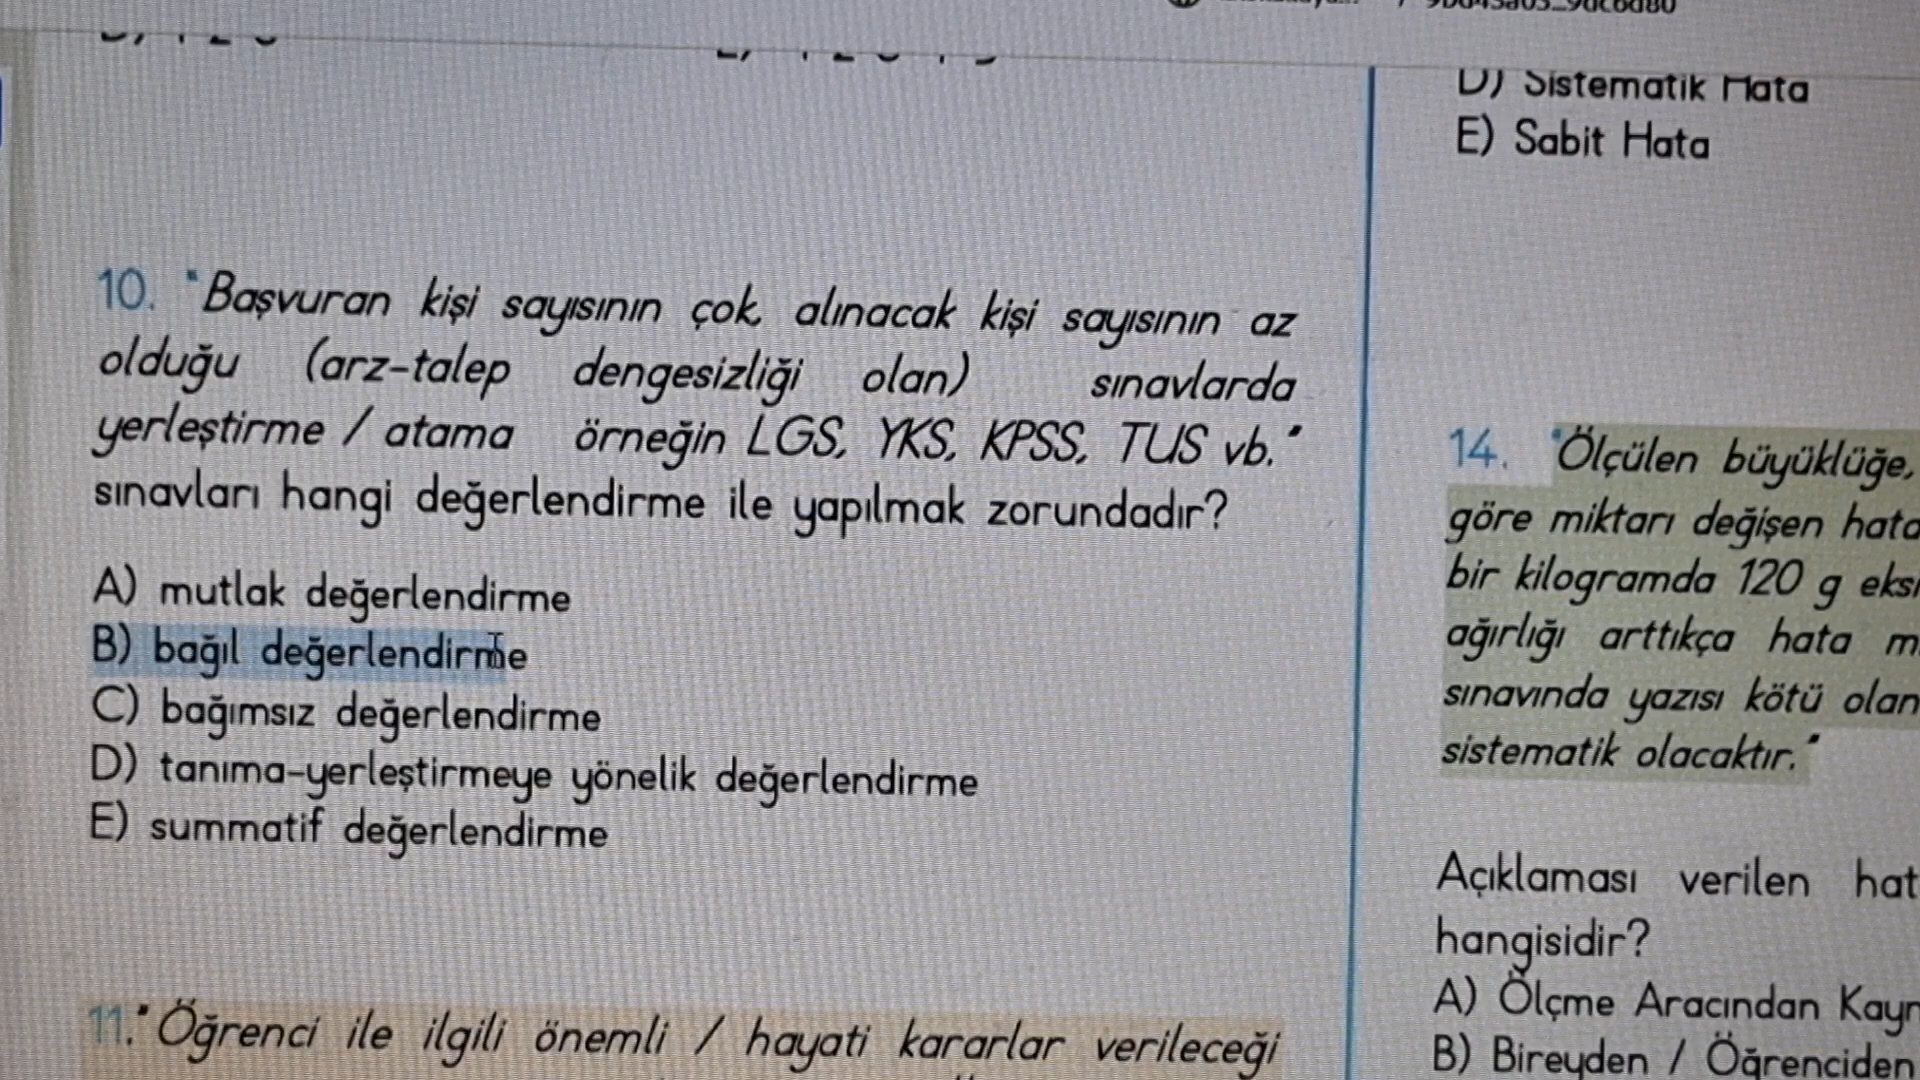 D) Sistematik Hata
E) Sabit Hata
10. "Başvuran kişi sayısının çok, alınacak kişi sayısının az
olduğu (arz-talep dengesizliği olan) sınavlarda
yerleştirme / atama örneğin LGS, YKS, KPSS, TUS vb."
sınavları hangi değerlendirme ile yapılmak zorundadır?
A) mutlak değerlendirme
B) bağıl değerlendirme
C) bağımsız değerlendirme
D) tanıma-yerleştirmeye yönelik değerlendirme
E) summatif değerlendirme
11. "Öğrenci ile ilgili önemli / hayati kararlar verileceği
14. "Ölçülen büyüklüğe,
göre miktarı değişen hata
bir kilogramda 120 g eksi
ağırlığı arttıkça hata m
sınavında yazısı kötü olan
sistematik olacaktır."
Açıklaması verilen hat
hangisidir?
A) Ölçme Aracından Kayn
B) Bireyden / Öğrenciden